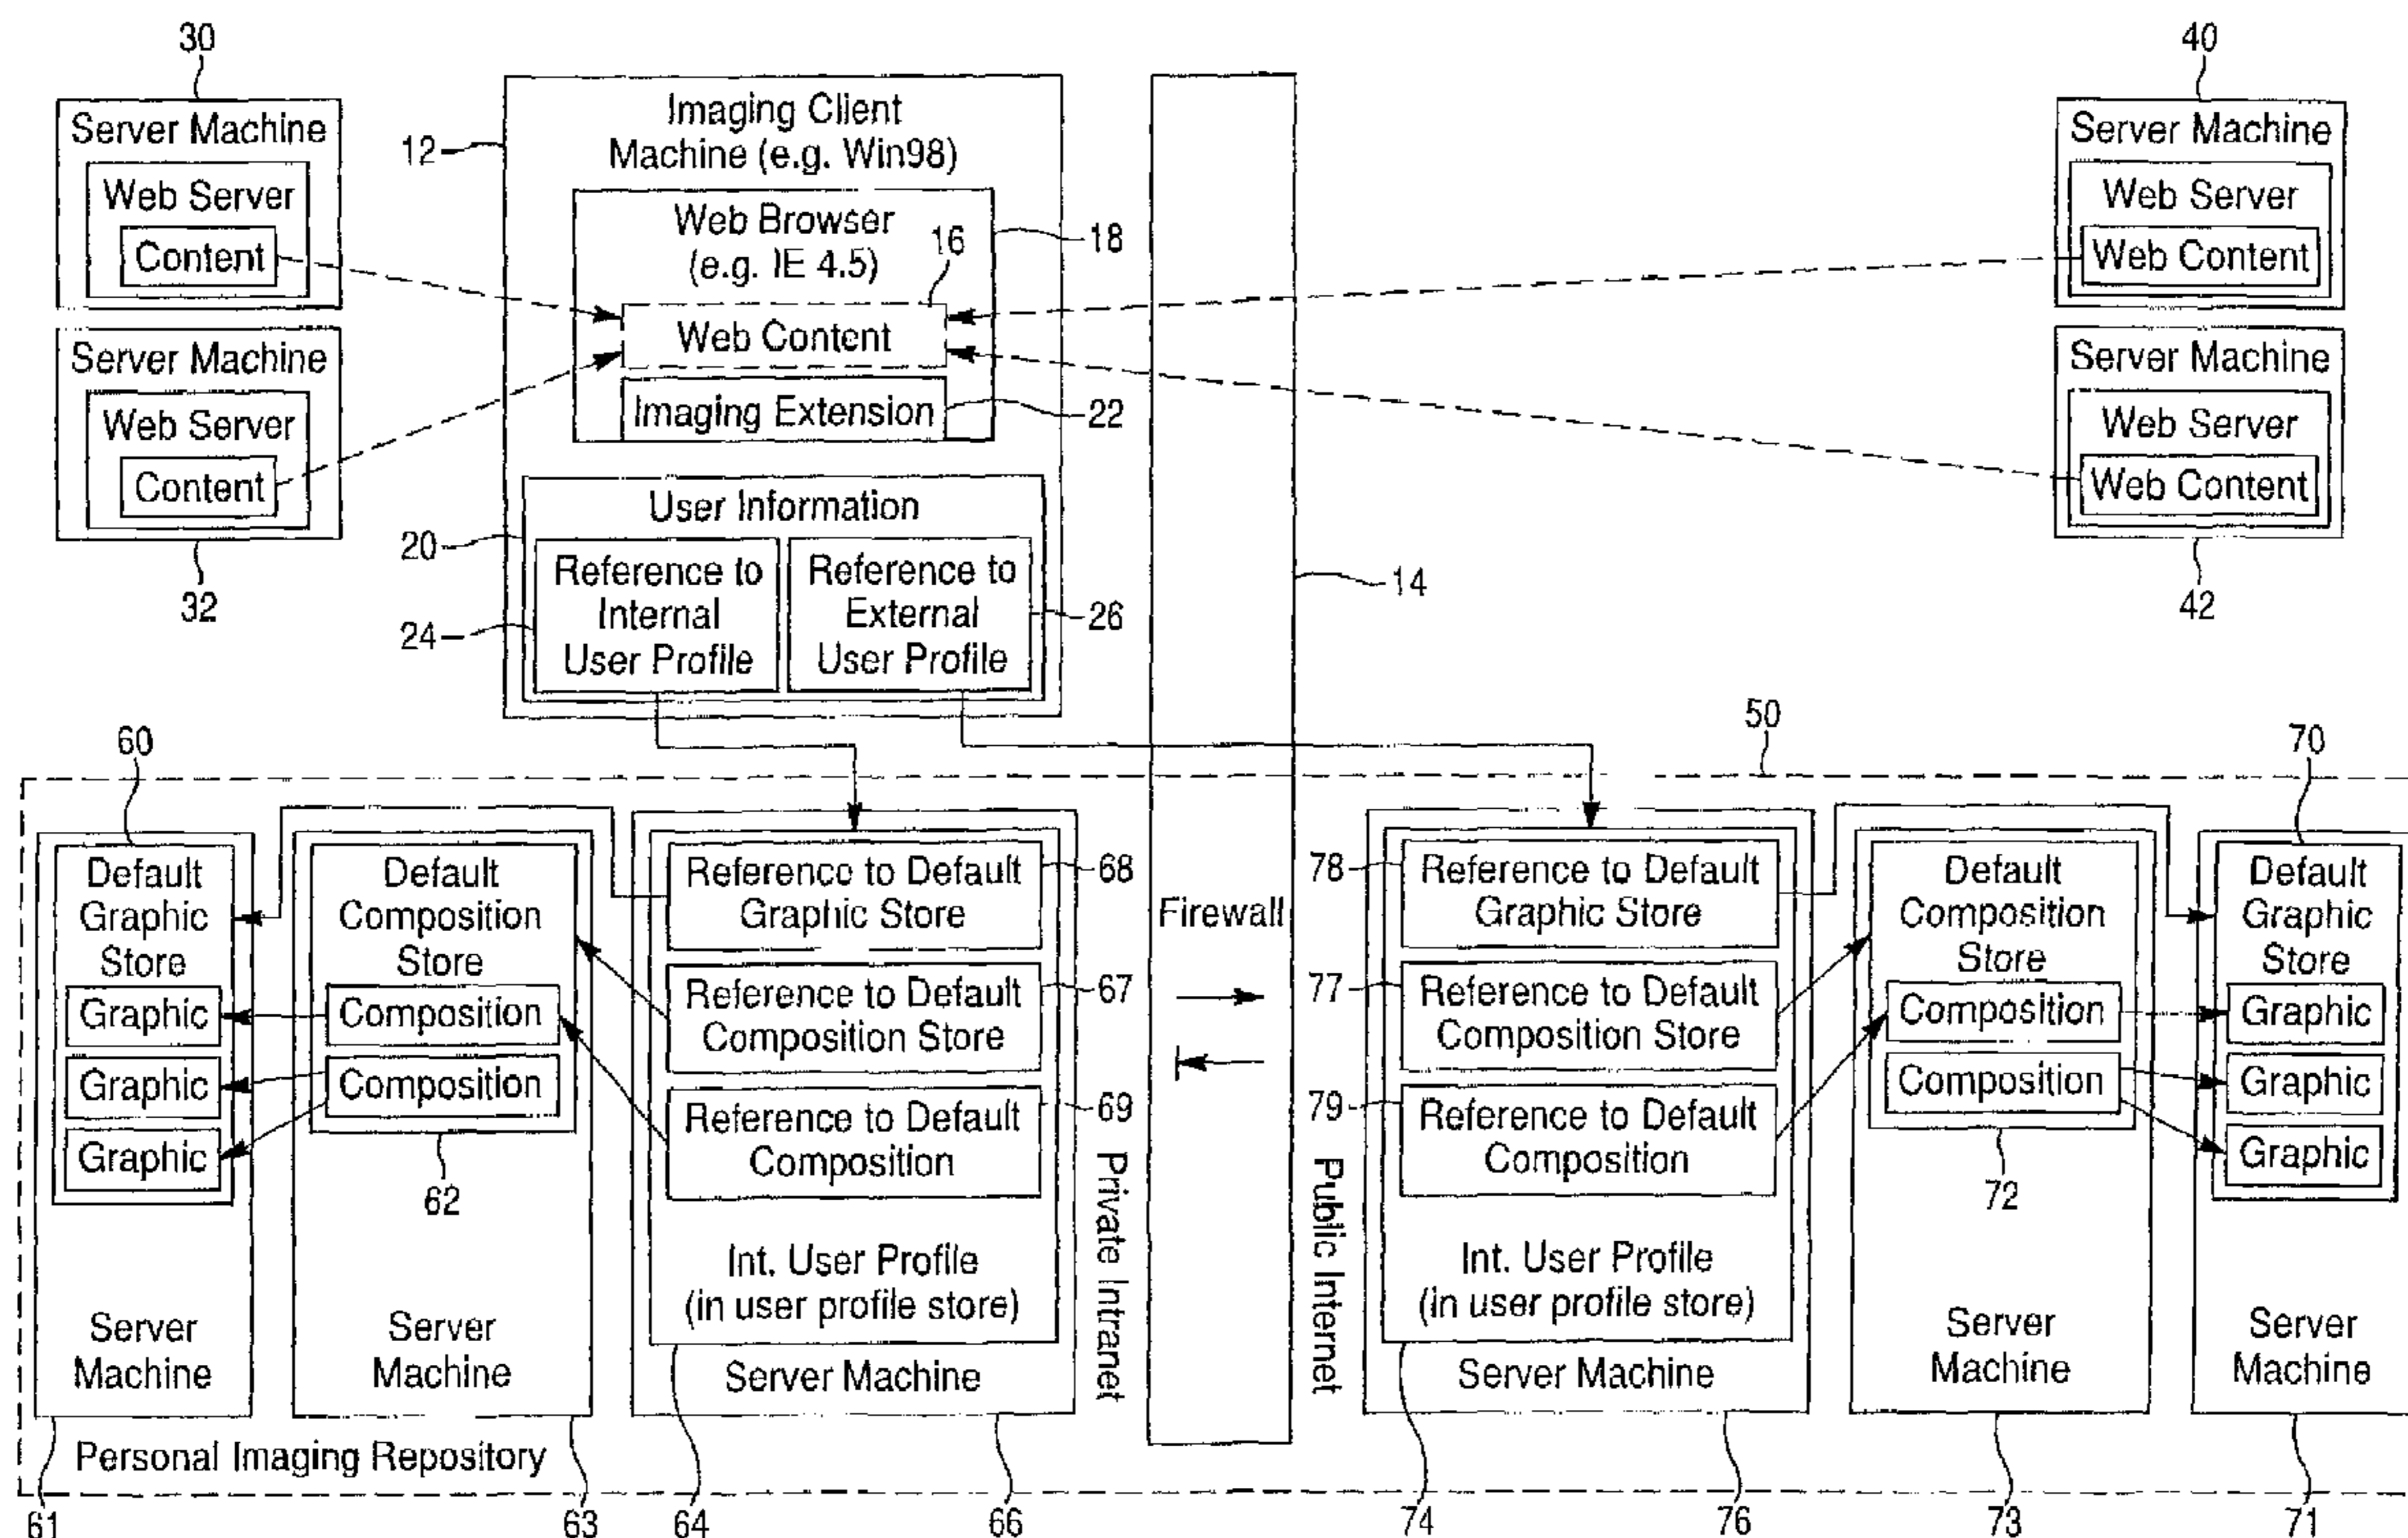 30
Server Machine
Web Server
Content
Server Machine
Web Server
Content
32
12
Imaging Client
Machine (e.g. Win98)
Web Browser
(e.g. IE 4.5)
16
18
Web Content
Imaging Extension
22
User Information
20
Reference to
Internal
User Profile
24
Reference to
External
User Profile
26
14
40
Server Machine
Web Server
Web Content
Server Machine
Web Server
Web Content
42
50
60
Default
Graphic
Store
Graphic
Graphic
Graphic
Server
Machine
61
Default
Composition
Store
Composition
Composition
62
Server
Machine
63
Reference to Default
Graphic Store
68
Reference to Default
Composition Store
67
Reference to Default
Composition
69
Int. User Profile
(in user profile store)
Server Machine
64
66
Private Intranet
Firewall
Public Internet
78
Reference to Default
Graphic Store
77
Reference to Default
Composition Store
79
Reference to Default
Composition
Int. User Profile
(in user profile store)
Server Machine
74
76
Default
Composition
Store
Composition
Composition
72
Server
Machine
73
70
Default
Graphic
Store
Graphic
Graphic
Graphic
Server
Machine
71
Personal Imaging Repository